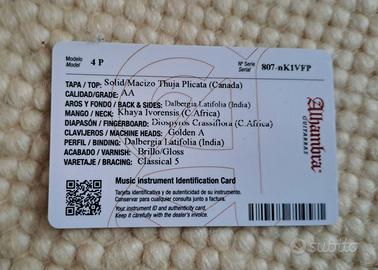 Modelo
Model
4 P
Nº Serie
Serial
807-nK1VFP
TAPA / TOP: Solid/Macizo Thuja Plicata (Canada)
CALIDAD/GRADE: AA
AROS Y FONDO / BACK & SIDES: Dalbergia Latifolia (India)
MANGO / NECK: Khaya Ivorensis (C.Africa)
DIAPASÓN / FINGERBOARD: Diospyros Crassiflora (C.Africa)
CLAVIJEROS / MACHINE HEADS: Golden A
PERFIL / BINDING: Dalbergia Latifolia (India)
ACABADO / VARNISH: Brillo/Gloss
VARETAJE / BRACING: Classical 5
Alhambra
GUITARRAS
Music instrument Identification Card
Tarjeta identificativa y de autenticidad de su instrumento.
Conservar para cualquier consulta o ajuste junto a factura.
Your instrument ID and authenticity card.
Keep it carefully with the dealer's invoice.
subito